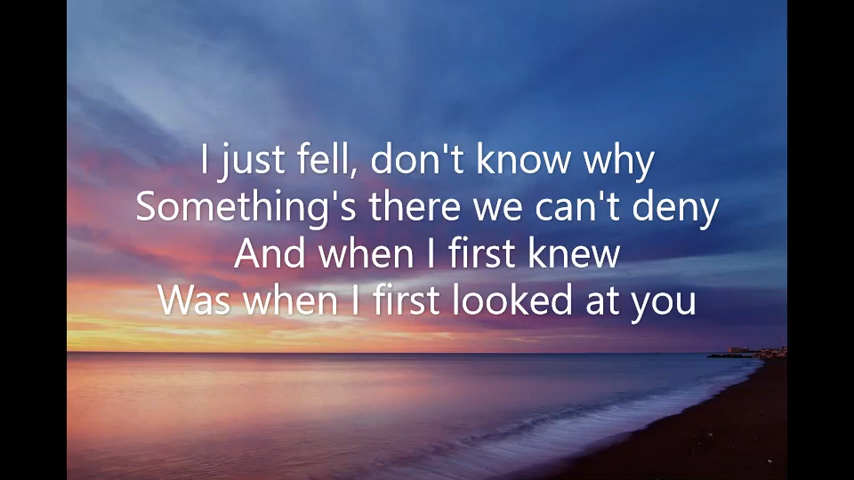 I just fell, don't know why
Something's there we can't deny
And when I first knew
Was when I first looked at you